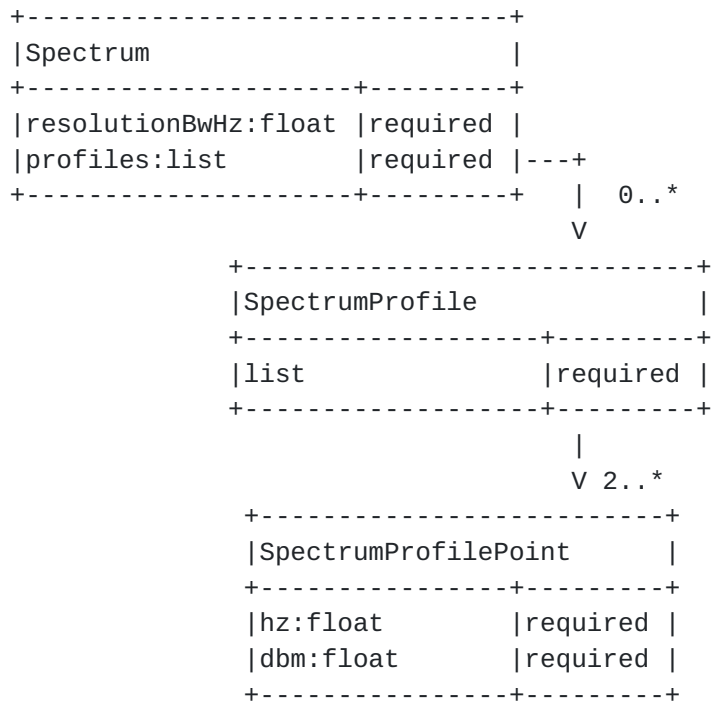 +-------------------------------+
|Spectrum                       |
+---------------------+---------+
|resolutionBwHz:float |required |
|profiles:list        |required |---+
+---------------------+---------+   |  0..*
                                    V
              +-----------------------------+
              |SpectrumProfile              |
              +-------------------+---------+
              |list               |required |
              +-------------------+---------+
                                    |
                                    V 2..*
               +--------------------------+
               |SpectrumProfilePoint      |
               +----------------+---------+
               |hz:float        |required |
               |dbm:float       |required |
               +----------------+---------+